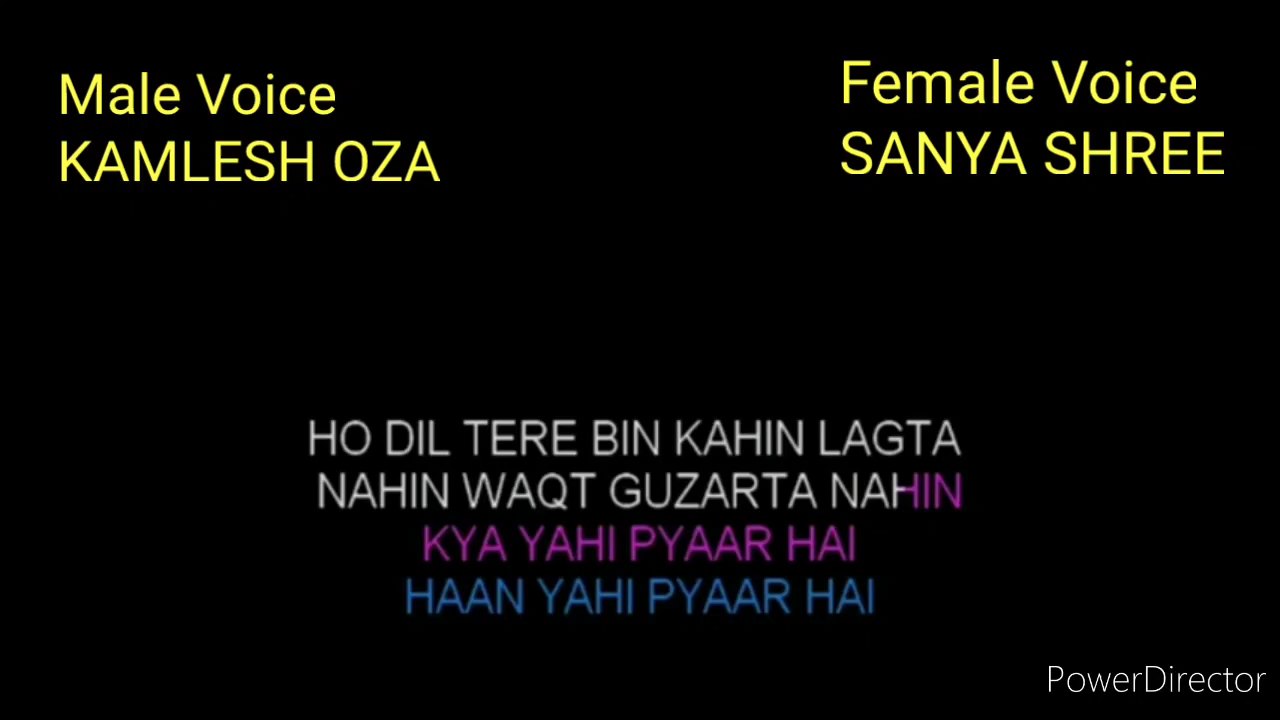 Male Voice
KAMLESH OZA
Female Voice
SANYA SHREE
HO DIL TERE BIN KAHIN LAGTA
NAHIN WAQT GUZARTA NAHIN
KYA YAHI PYAAR HAI
HAAN YAHI PYAAR HAI
PowerDirector